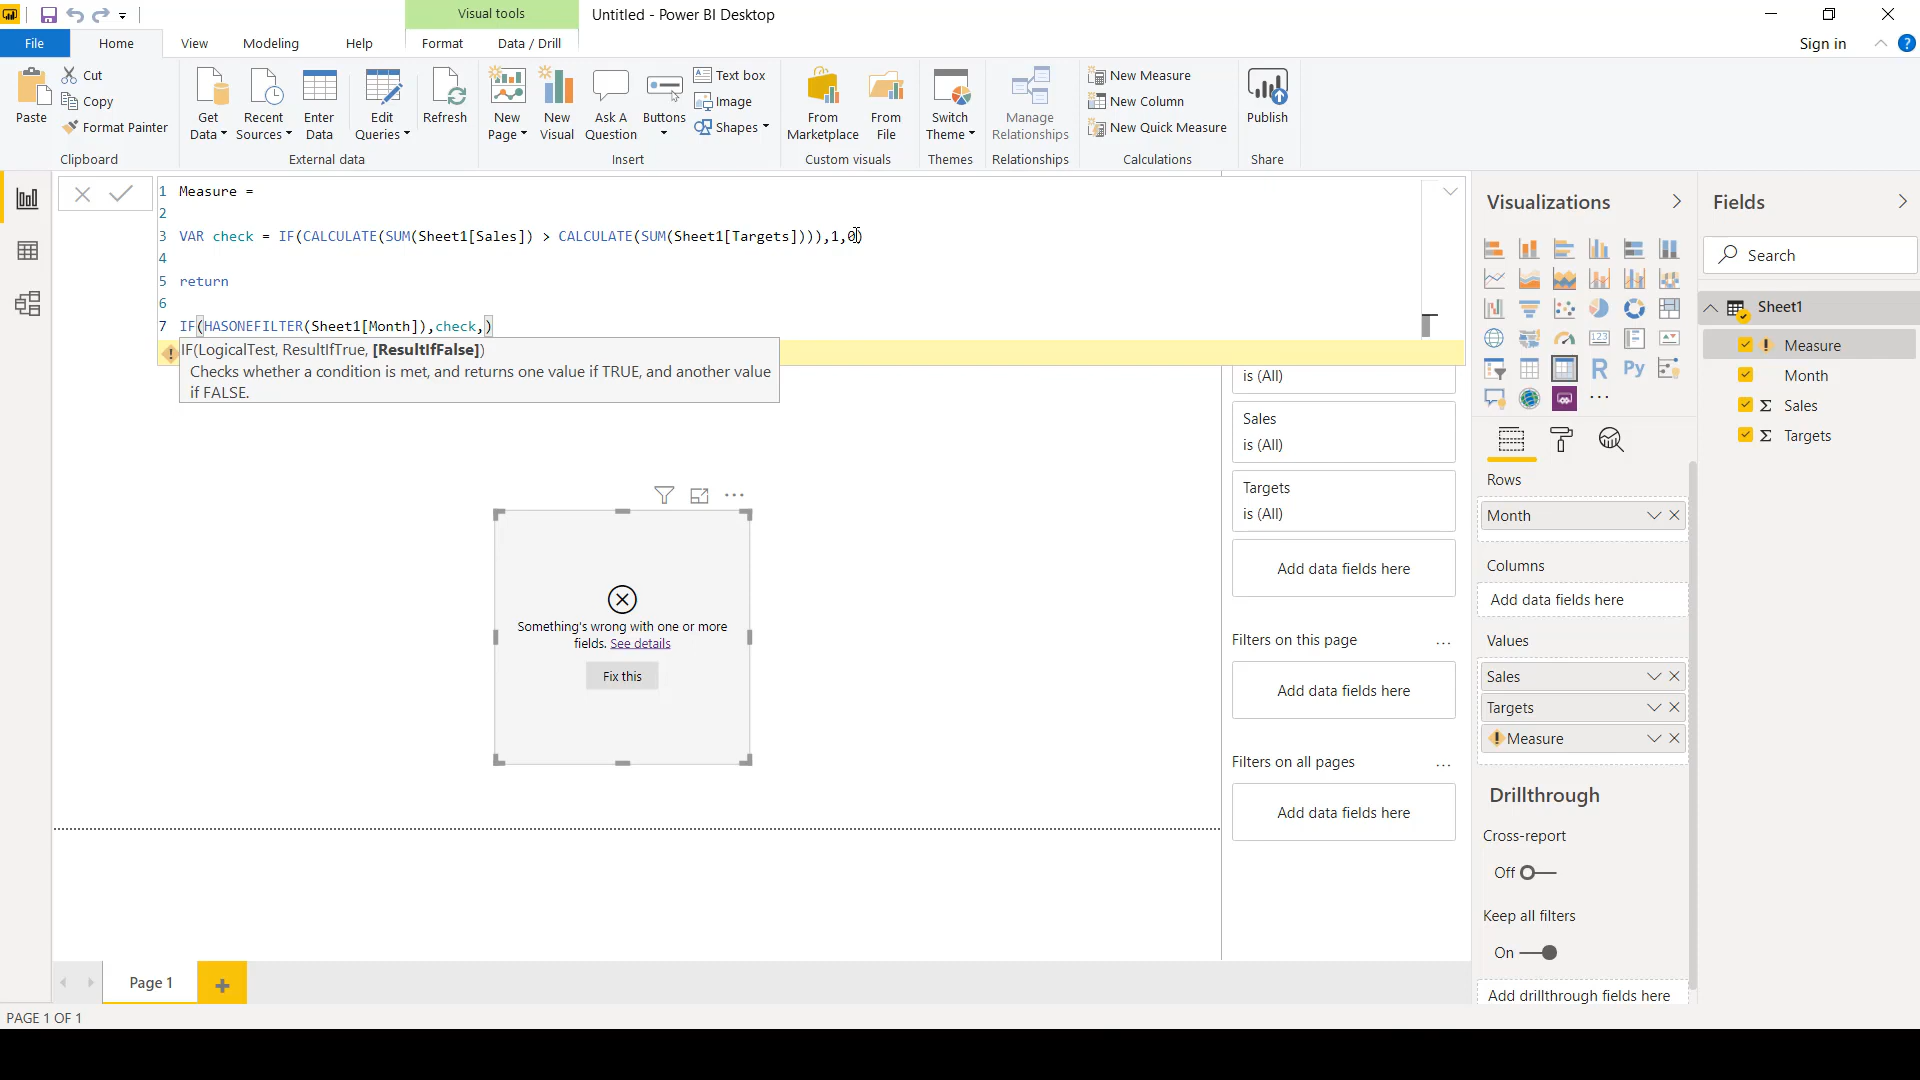 Visual tools
Untitled - Power BI Desktop
File
Home
View
Modeling
Help
Format
Data / Drill
Sign in
?
Paste
Cut
Copy
Format Painter
Clipboard
Get Data
Recent Sources
Enter Data
Edit Queries
Refresh
External data
New Page
New Visual
Ask A Question
Buttons
Text box
Image
Shapes
Insert
From Marketplace
From File
Custom visuals
Switch Theme
Themes
Manage Relationships
Relationships
New Measure
New Column
New Quick Measure
Calculations
Publish
Share
1 Measure =
2
3 VAR check = IF(CALCULATE(SUM(Sheet1[Sales]) > CALCULATE(SUM(Sheet1[Targets]))),1,0)
4
5 return
6
7 IF(HASONEFILTER(Sheet1[Month]),check,)
IF(LogicalTest, ResultIfTrue, [ResultIfFalse])
Checks whether a condition is met, and returns one value if TRUE, and another value
if FALSE.
Something's wrong with one or more
fields. See details
Fix this
is (All)
Sales
is (All)
Targets
is (All)
Add data fields here
Filters on this page
...
Add data fields here
Filters on all pages
...
Add data fields here
Visualizations
123
R
Py
...
Rows
Month
Columns
Add data fields here
Values
Sales
Targets
Measure
Drillthrough
Cross-report
Off
Keep all filters
On
Add drillthrough fields here
Fields
Search
Sheet1
Measure
Month
Σ Sales
Σ Targets
Page 1
+
PAGE 1 OF 1